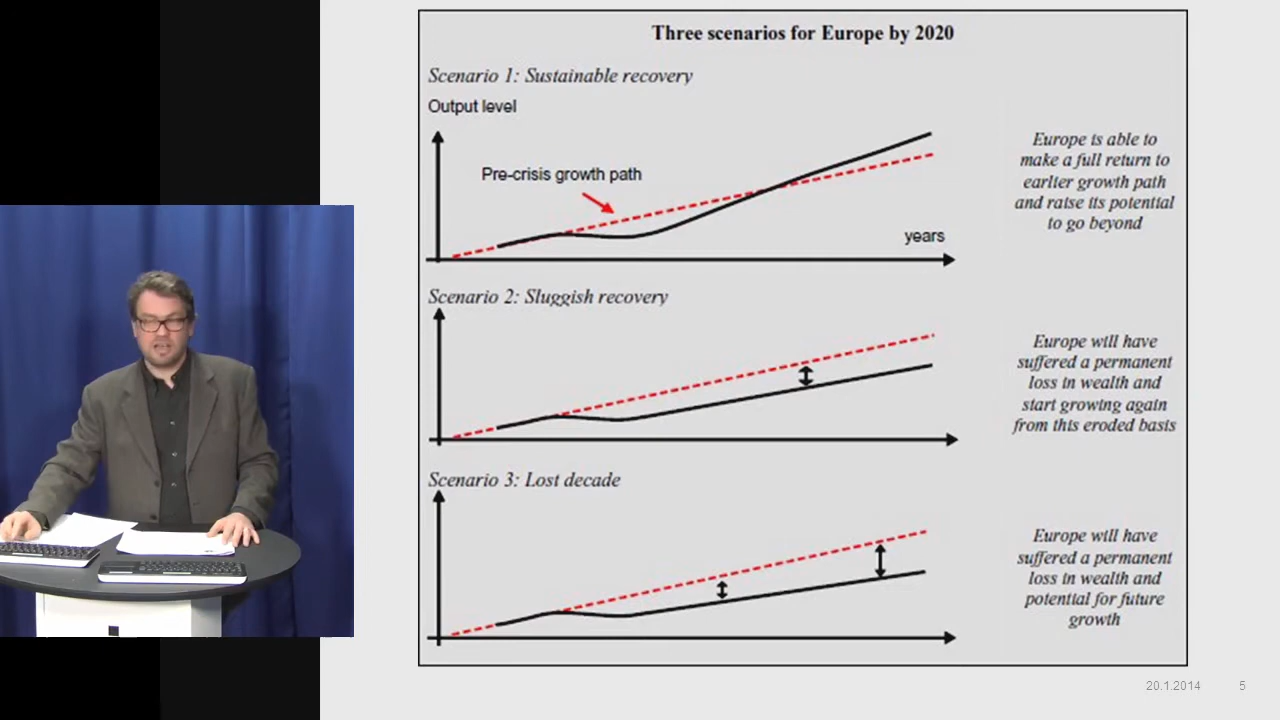 Three scenarios for Europe by 2020
Scenario 1: Sustainable recovery
Output level
Pre-crisis growth path
years
Europe is able to
make a full return to
earlier growth path
and raise its potential
to go beyond
Scenario 2: Sluggish recovery
Europe will have
suffered a permanent
loss in wealth and
start growing again
from this eroded basis
Scenario 3: Lost decade
Europe will have
suffered a permanent
loss in wealth and
potential for future
growth
20.1.2014 5